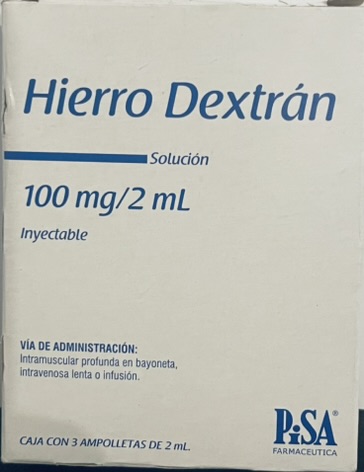 Hierro Dextrán
Solución
100 mg/2 mL
Inyectable
VÍA DE ADMINISTRACIÓN:
Intramuscular profunda en bayoneta,
intravenosa lenta o infusión.
PiSA®
FARMACEUTICA
CAJA CON 3 AMPOLLETAS DE 2 mL.